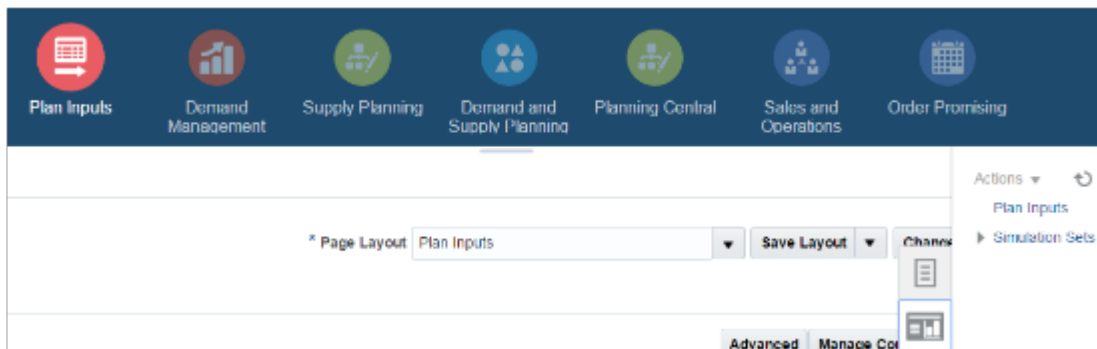 Plan Inputs
Demand
Management
Supply Planning
Demand and
Supply Planning
Planning Central
Sales and
Operations
Order Promising
Actions
Plan Inputs
Simulation Sets
* Page Layout Plan Inputs Save Layout
Advanced Manage